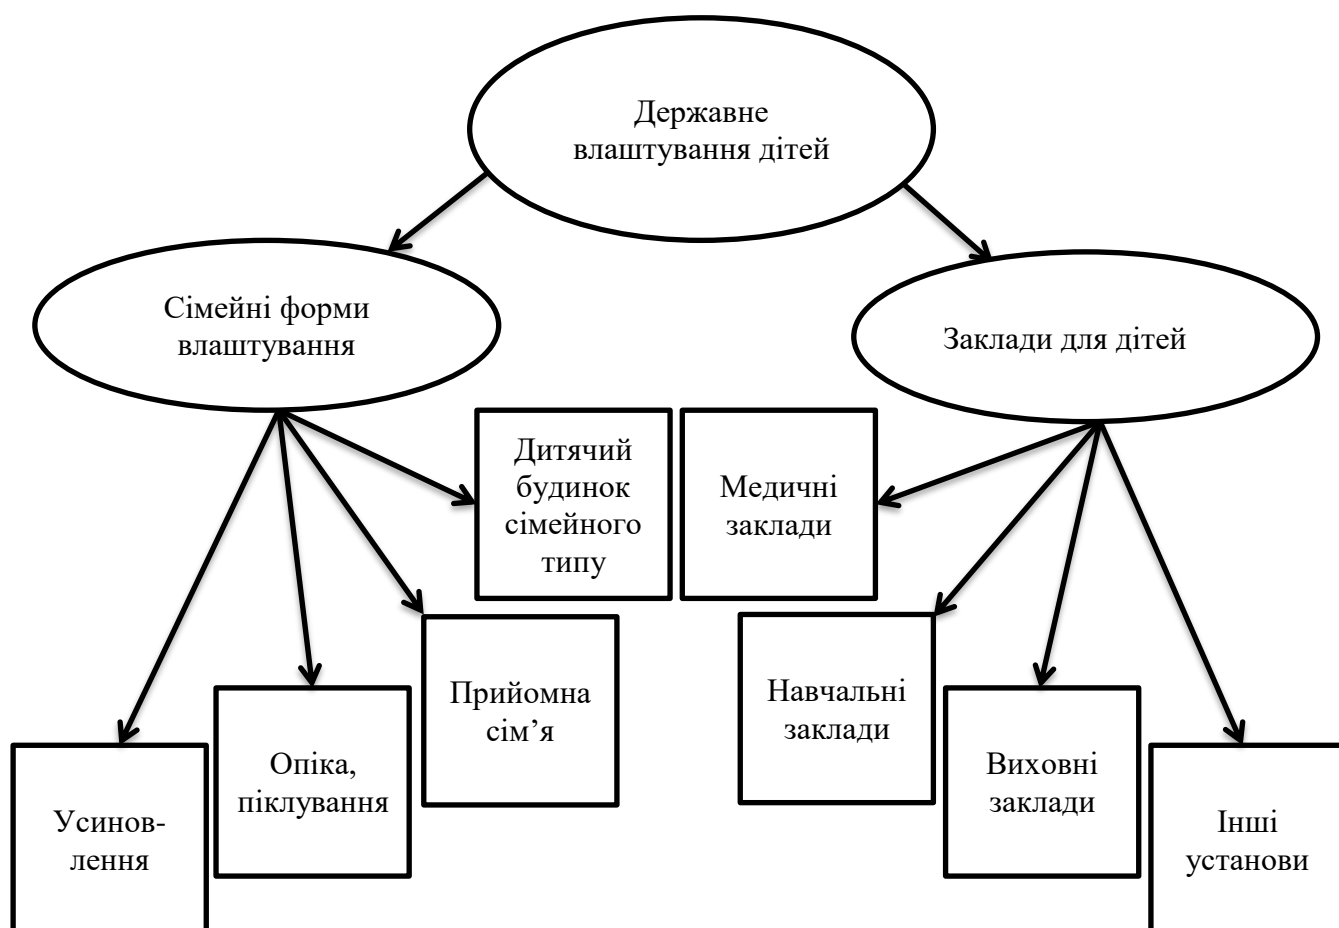 Державне
влаштування дітей
Сімейні форми
влаштування
Заклади для дітей
Дитячий
будинок
сімейного
типу
Медичні
заклади
Прийомна
сім’я
Навчальні
заклади
Опіка,
піклування
Виховні
заклади
Усинов-
лення
Інші
установи